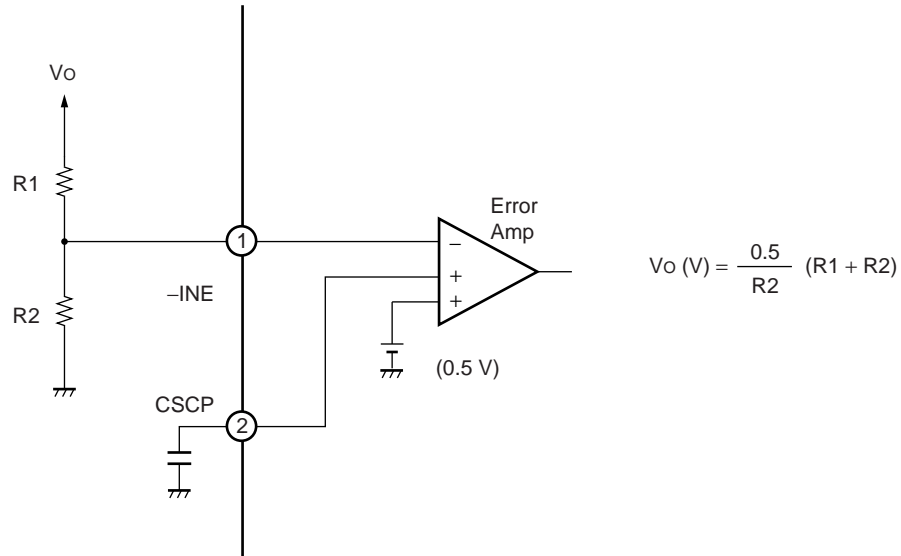 Vo
R1
R2
1
–INE
CSCP
2
Error
Amp
–
+
+
(0.5 V)
Vo (V) = 0.5 / R2 (R1 + R2)